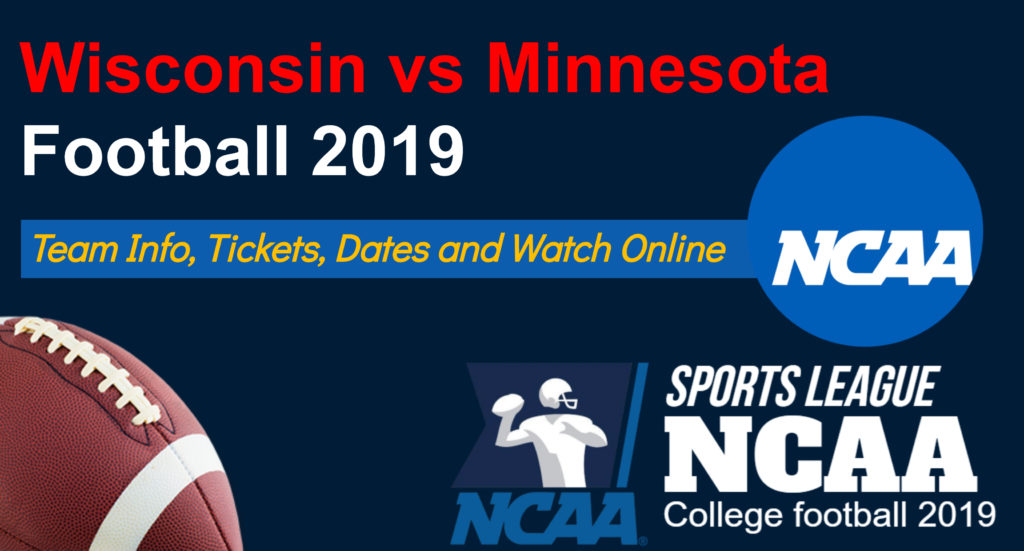 Wisconsin vs Minnesota
Football 2019
Team Info, Tickets, Dates and Watch Online
NCAA
SPORTS LEAGUE
NCAA
College football 2019
NCAA®